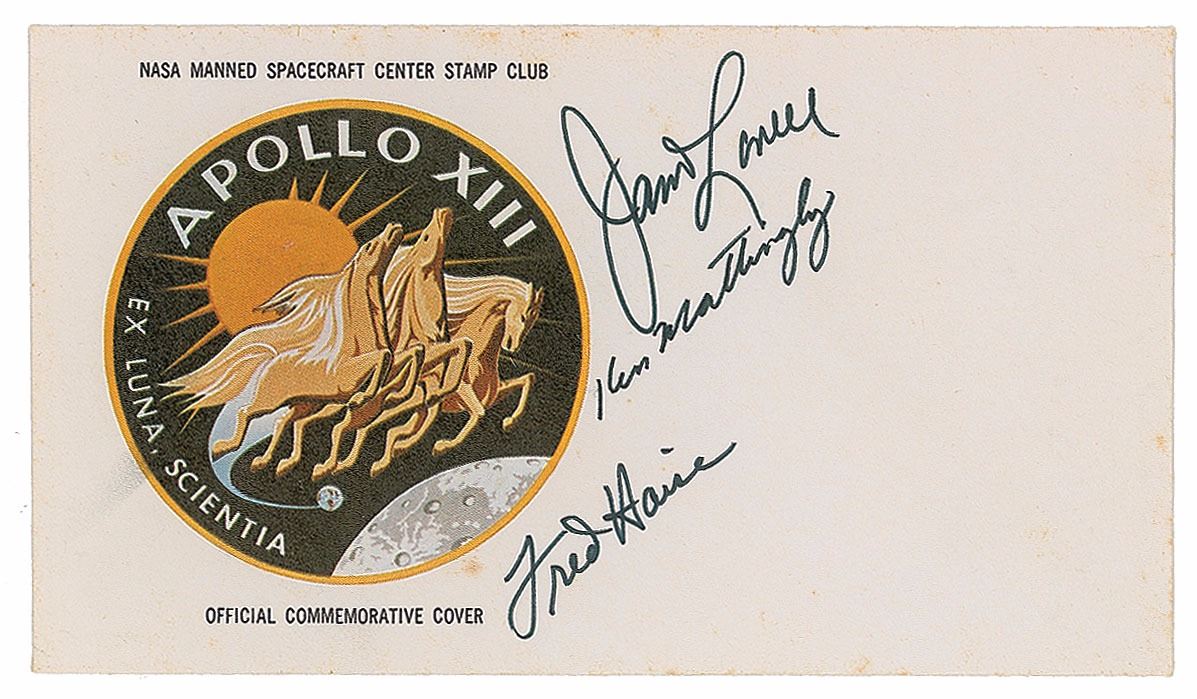 NASA MANNED SPACECRAFT CENTER STAMP CLUB
APOLLO XIII
EX LUNA, SCIENTIA
James Lovell
Ken Mattingly
Fred Haise
OFFICIAL COMMEMORATIVE COVER